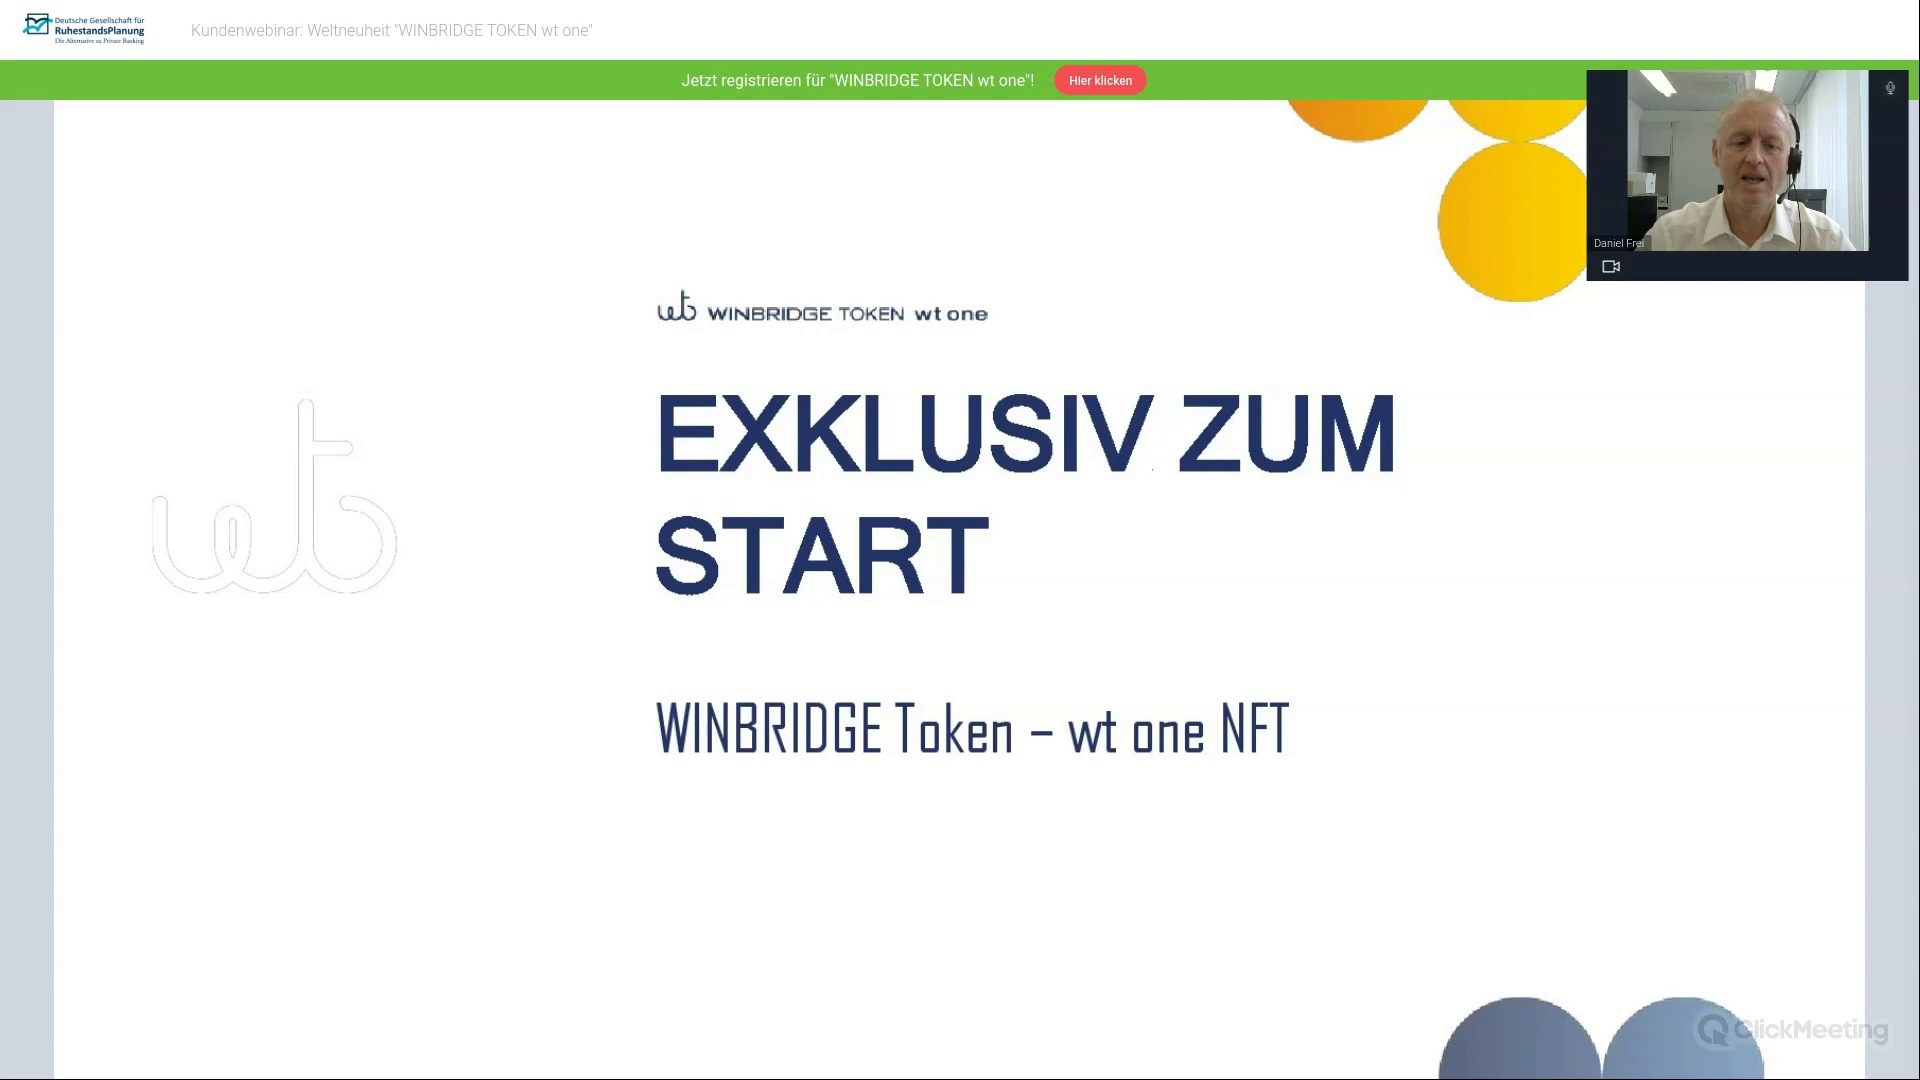 Deutsche Gesellschaft für
RuhestandsPlanung
Die Alternative zu Private Banking
Kundenwebinar: Weltneuheit "WINBRIDGE TOKEN wt one"
Jetzt registrieren für "WINBRIDGE TOKEN wt one"! Hier klicken
Daniel Frei
wb WINBRIDGE TOKEN wt one
EXKLUSIV ZUM
START
WINBRIDGE Token – wt one NFT
ClickMeeting